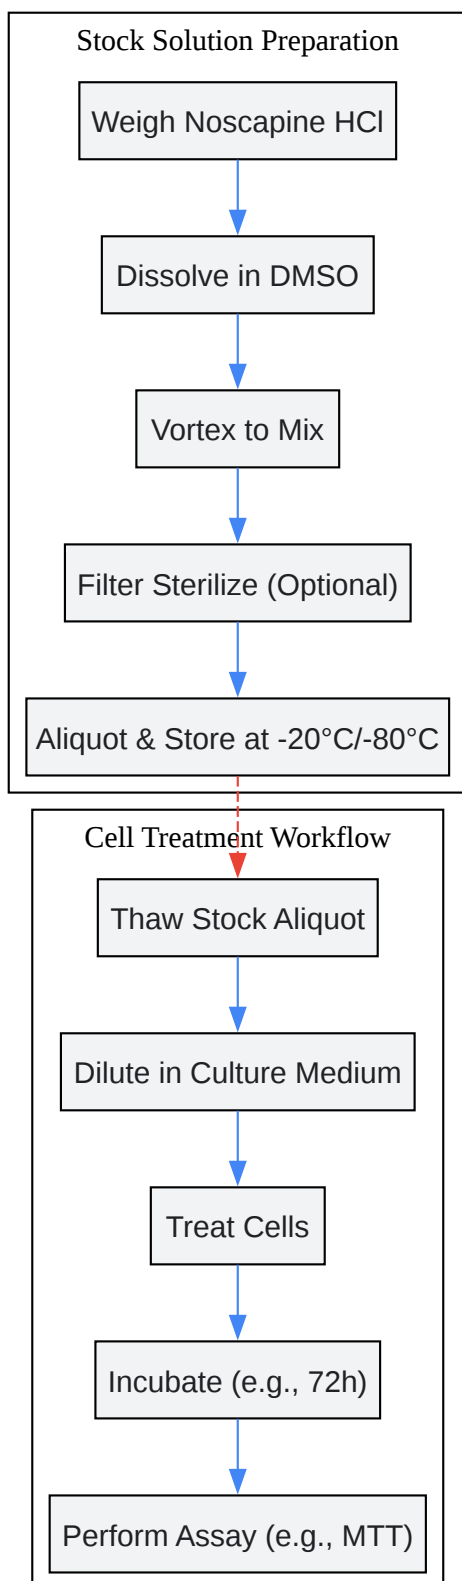 Stock Solution Preparation
Weigh Noscapine HCl
Dissolve in DMSO
Vortex to Mix
Filter Sterilize (Optional)
Aliquot & Store at -20°C/-80°C
Cell Treatment Workflow
Thaw Stock Aliquot
Dilute in Culture Medium
Treat Cells
Incubate (e.g., 72h)
Perform Assay (e.g., MTT)